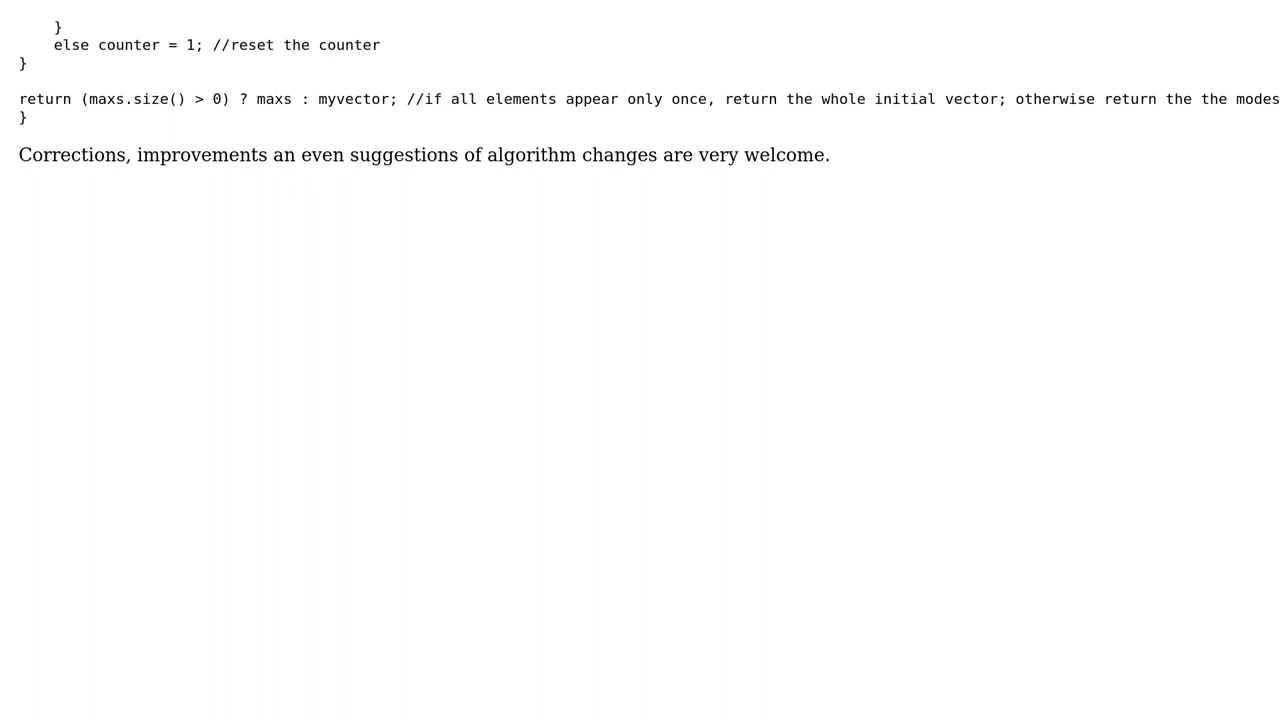 }
    else counter = 1; //reset the counter
}
return (maxs.size() > 0) ? maxs : myvector; //if all elements appear only once, return the whole initial vector; otherwise return the the modes
}
Corrections, improvements an even suggestions of algorithm changes are very welcome.